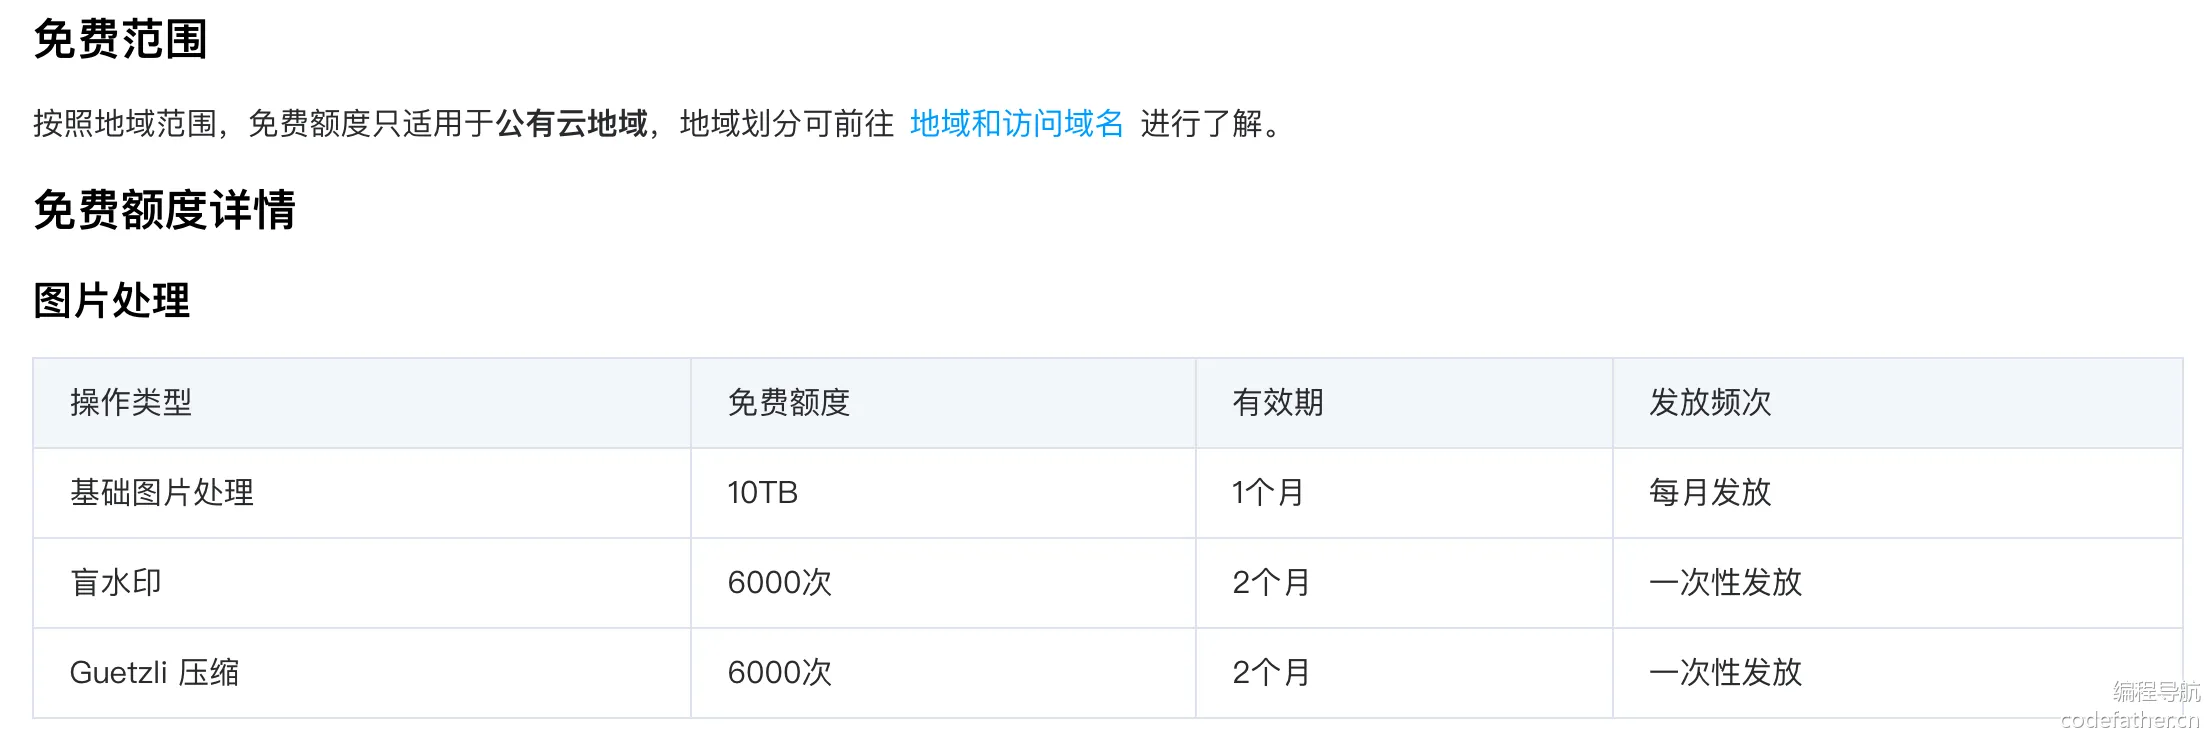 免费范围
按照地域范围，免费额度只适用于公有云地域，地域划分可前往 地域和访问域名 进行了解。
免费额度详情
图片处理
操作类型 免费额度 有效期 发放频次
基础图片处理 10TB 1个月 每月发放
盲水印 6000次 2个月 一次性发放
Guetzli 压缩 6000次 2个月 一次性发放
编程导航
codefather.cn